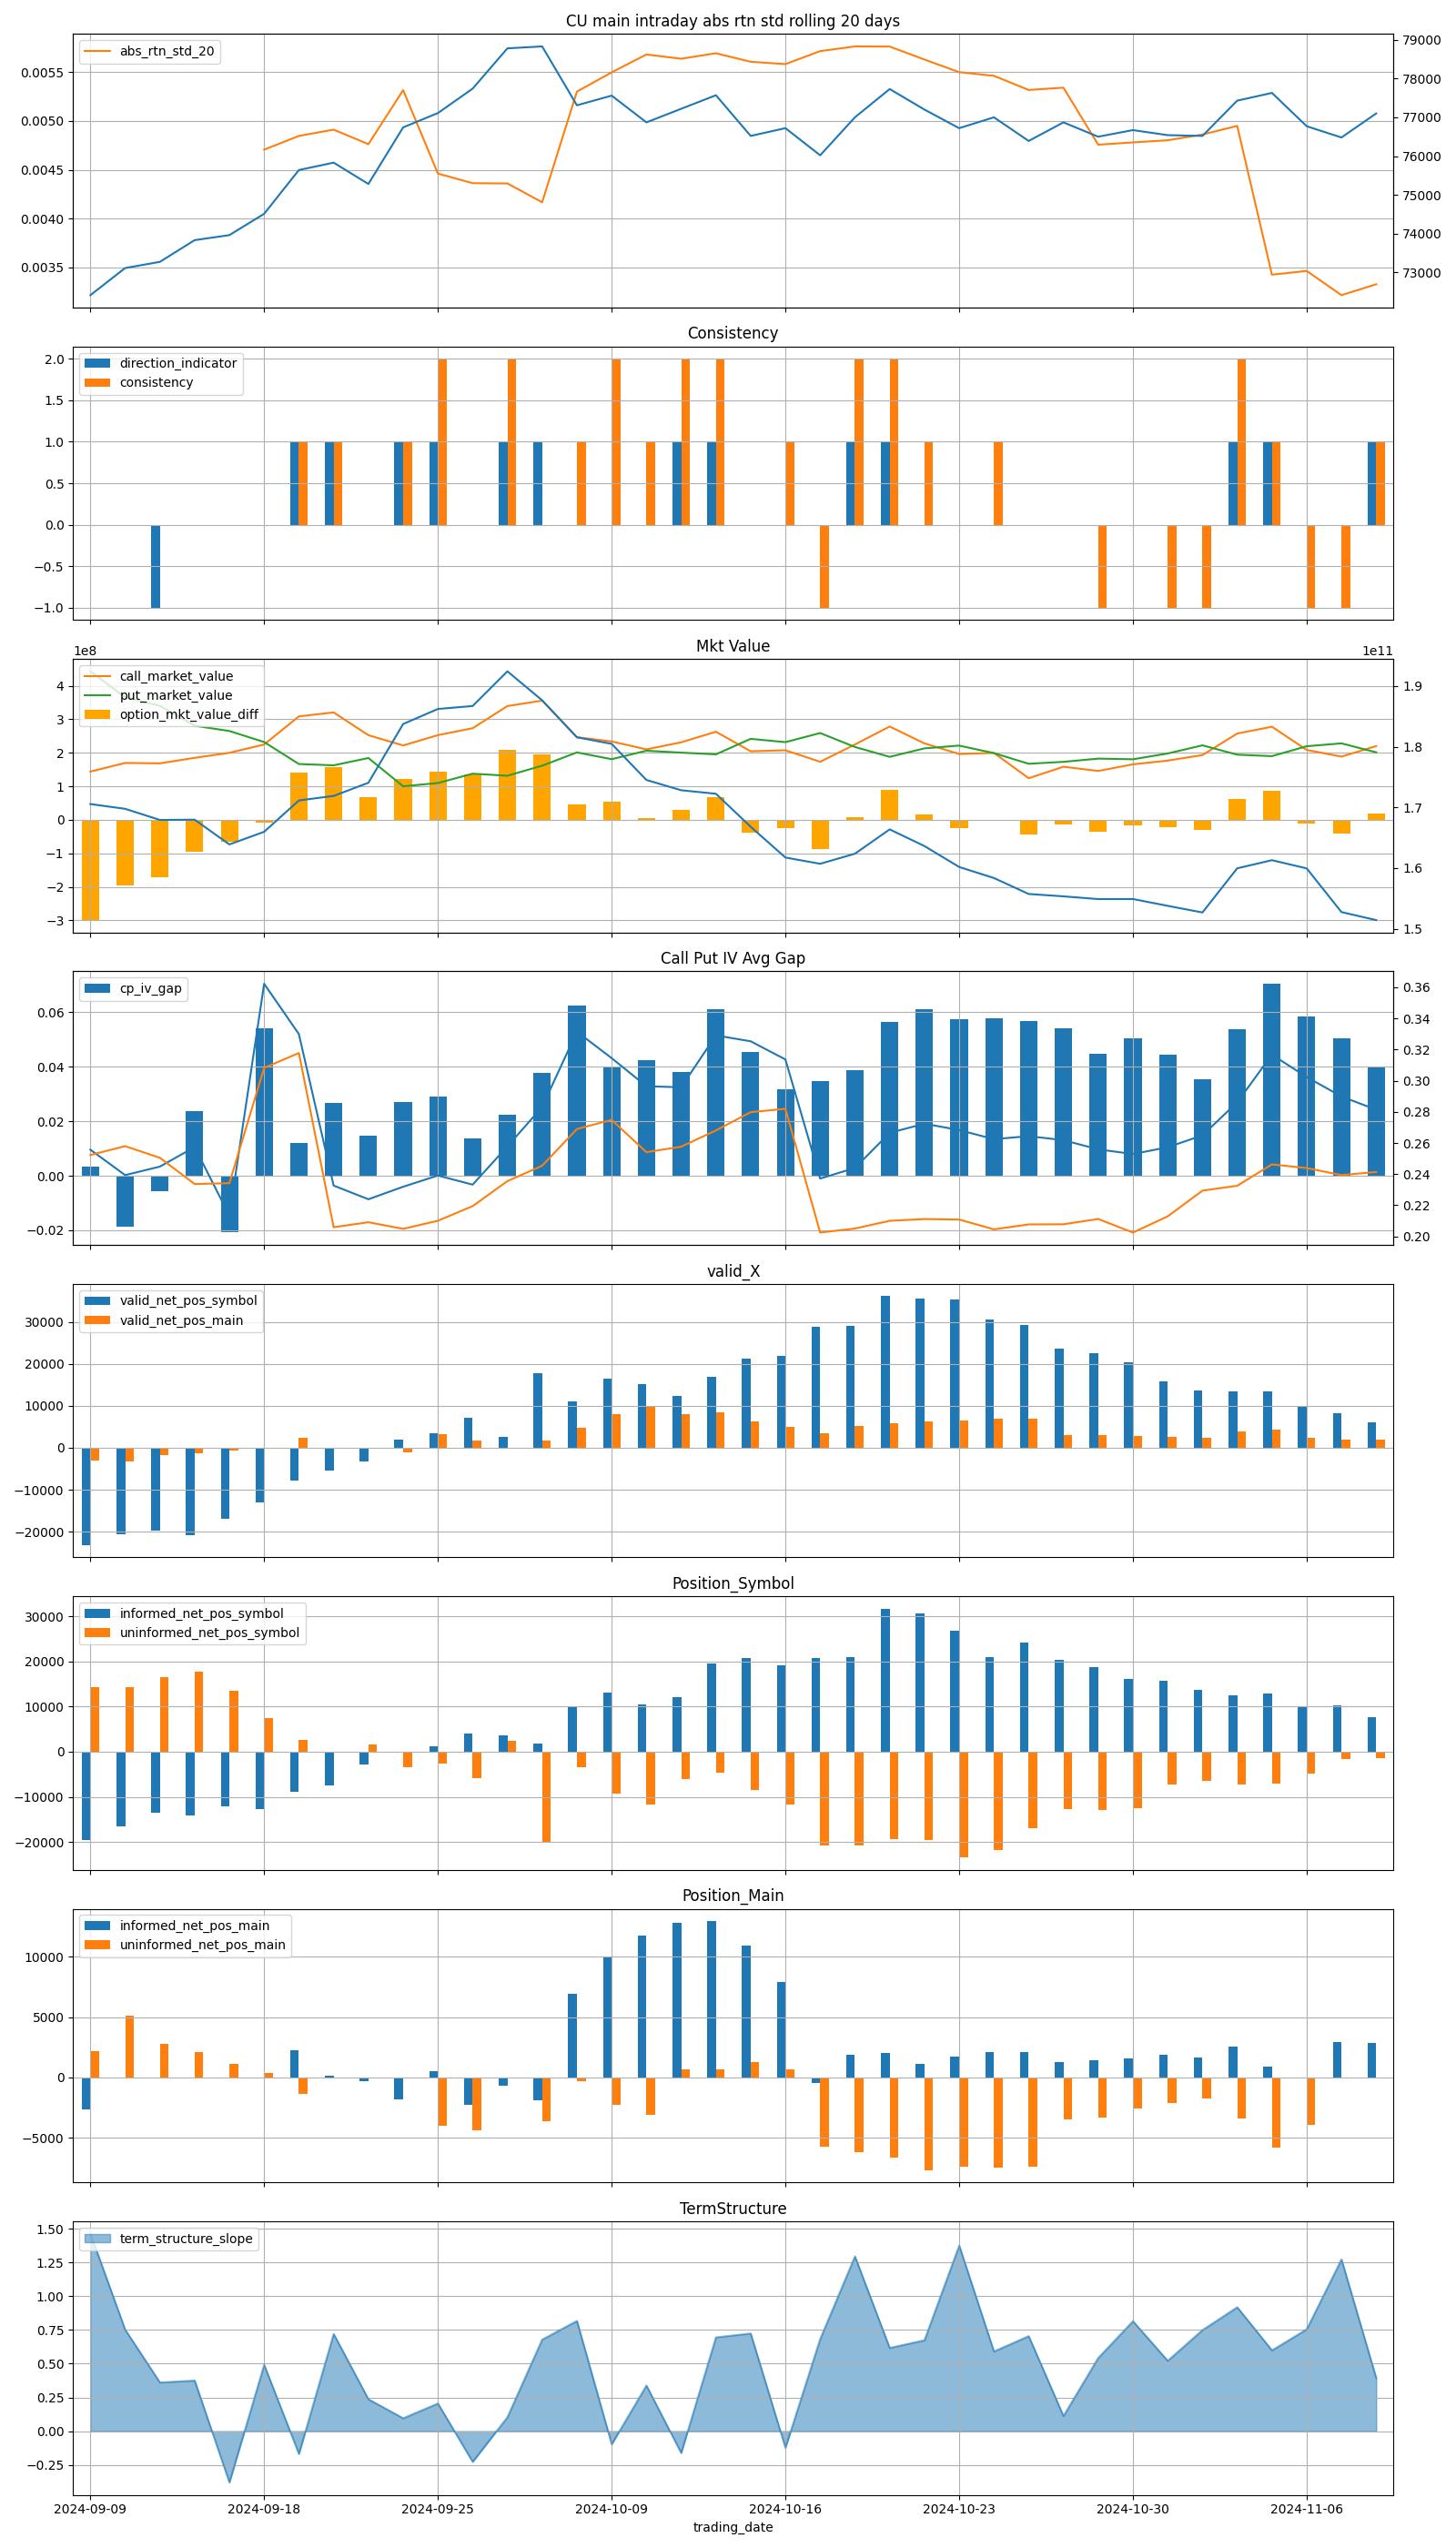 CU main intraday abs rtn std rolling 20 days
abs_rtn_std_20
0.0055
0.0050
0.0045
0.0040
0.0035
79000
78000
77000
76000
75000
74000
73000
Consistency
direction_indicator
consistency
2.0
1.5
1.0
0.5
0.0
−0.5
−1.0
Mkt Value
1e8
1e11
call_market_value
put_market_value
option_mkt_value_diff
4
3
2
1
0
−1
−2
−3
1.9
1.8
1.7
1.6
1.5
Call Put IV Avg Gap
cp_iv_gap
0.06
0.04
0.02
0.00
−0.02
0.36
0.34
0.32
0.30
0.28
0.26
0.24
0.22
0.20
valid_X
valid_net_pos_symbol
valid_net_pos_main
30000
20000
10000
0
−10000
−20000
Position_Symbol
informed_net_pos_symbol
uninformed_net_pos_symbol
30000
20000
10000
0
−10000
−20000
Position_Main
informed_net_pos_main
uninformed_net_pos_main
10000
5000
0
−5000
TermStructure
term_structure_slope
1.50
1.25
1.00
0.75
0.50
0.25
0.00
−0.25
2024-09-09 2024-09-18 2024-09-25 2024-10-09 2024-10-16 2024-10-23 2024-10-30 2024-11-06
trading_date